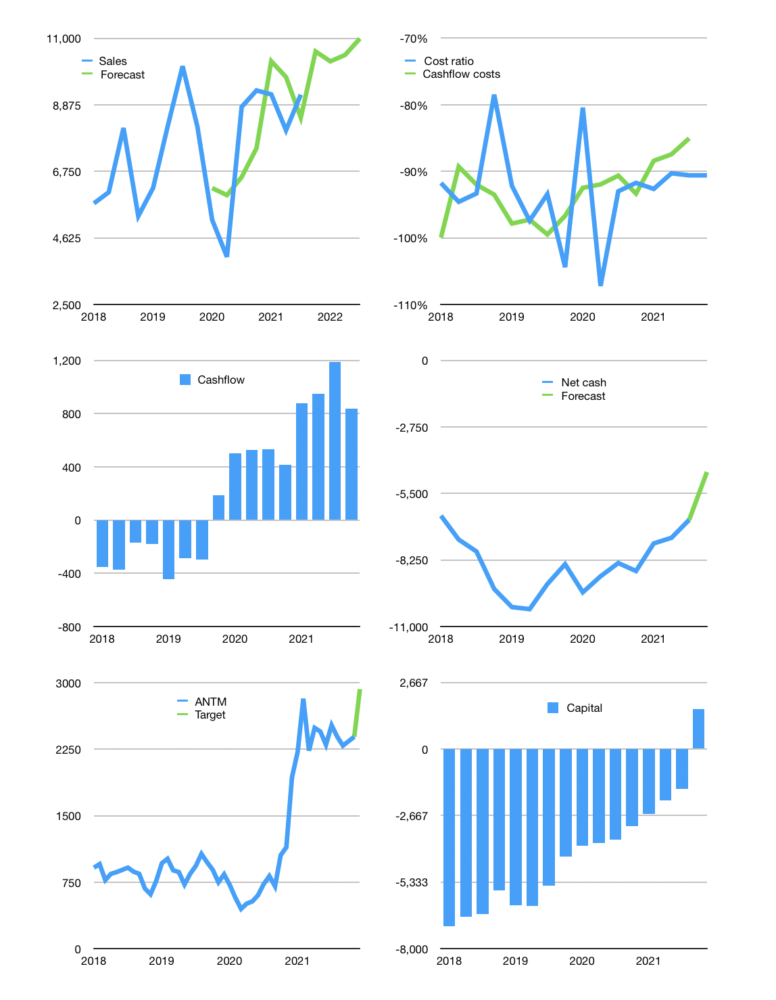 11,000
Sales
Forecast
8,875
6,750
4,625
2,500
2018 2019 2020 2021 2022
-70%
Cost ratio
Cashflow costs
-80%
-90%
-100%
-110%
2018 2019 2020 2021
1,200
Cashflow
800
400
0
-400
-800
2018 2019 2020 2021
0
Net cash
Forecast
-2,750
-5,500
-8,250
-11,000
2018 2019 2020 2021
3000
ANTM
Target
2250
1500
750
0
2018 2019 2020 2021
2,667
Capital
0
-2,667
-5,333
-8,000
2018 2019 2020 2021